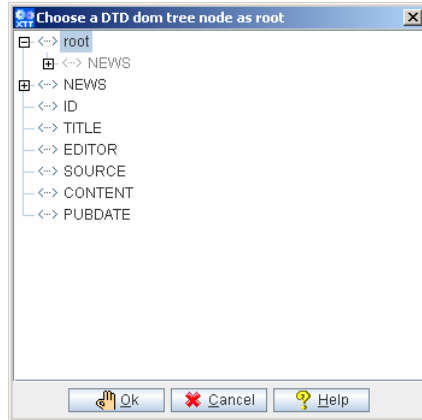 XTT Choose a DTD dom tree node as root
root
NEWS
NEWS
ID
TITLE
EDITOR
SOURCE
CONTENT
PUBDATE
Ok Cancel Help